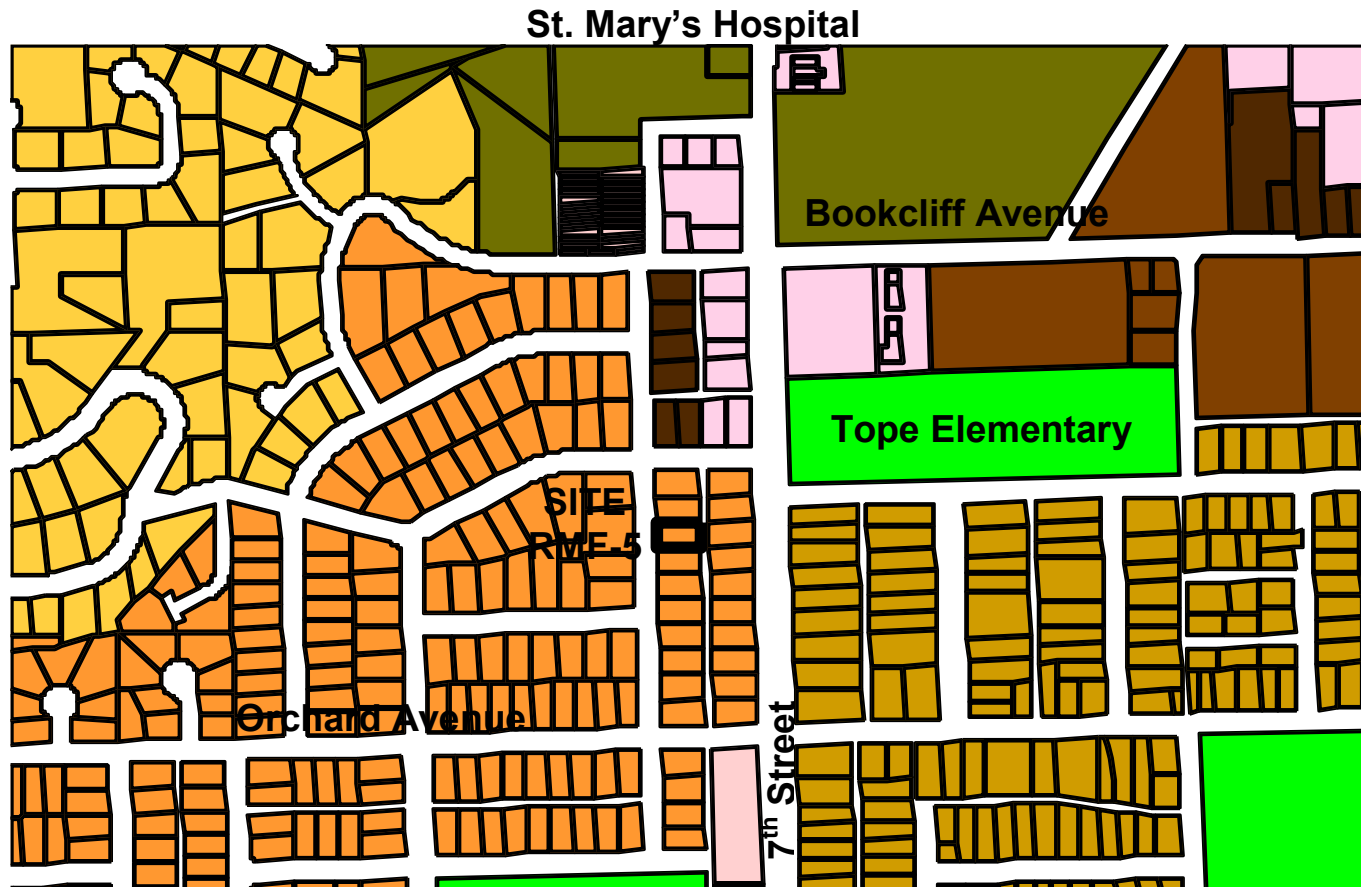 St. Mary’s Hospital
Bookcliff Avenue
Tope Elementary
SITE
RMF-5
Orchard Avenue
7th Street